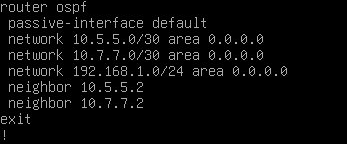 router ospf
 passive-interface default
 network 10.5.5.0/30 area 0.0.0.0
 network 10.7.7.0/30 area 0.0.0.0
 network 192.168.1.0/24 area 0.0.0.0
 neighbor 10.5.5.2
 neighbor 10.7.7.2
exit
!